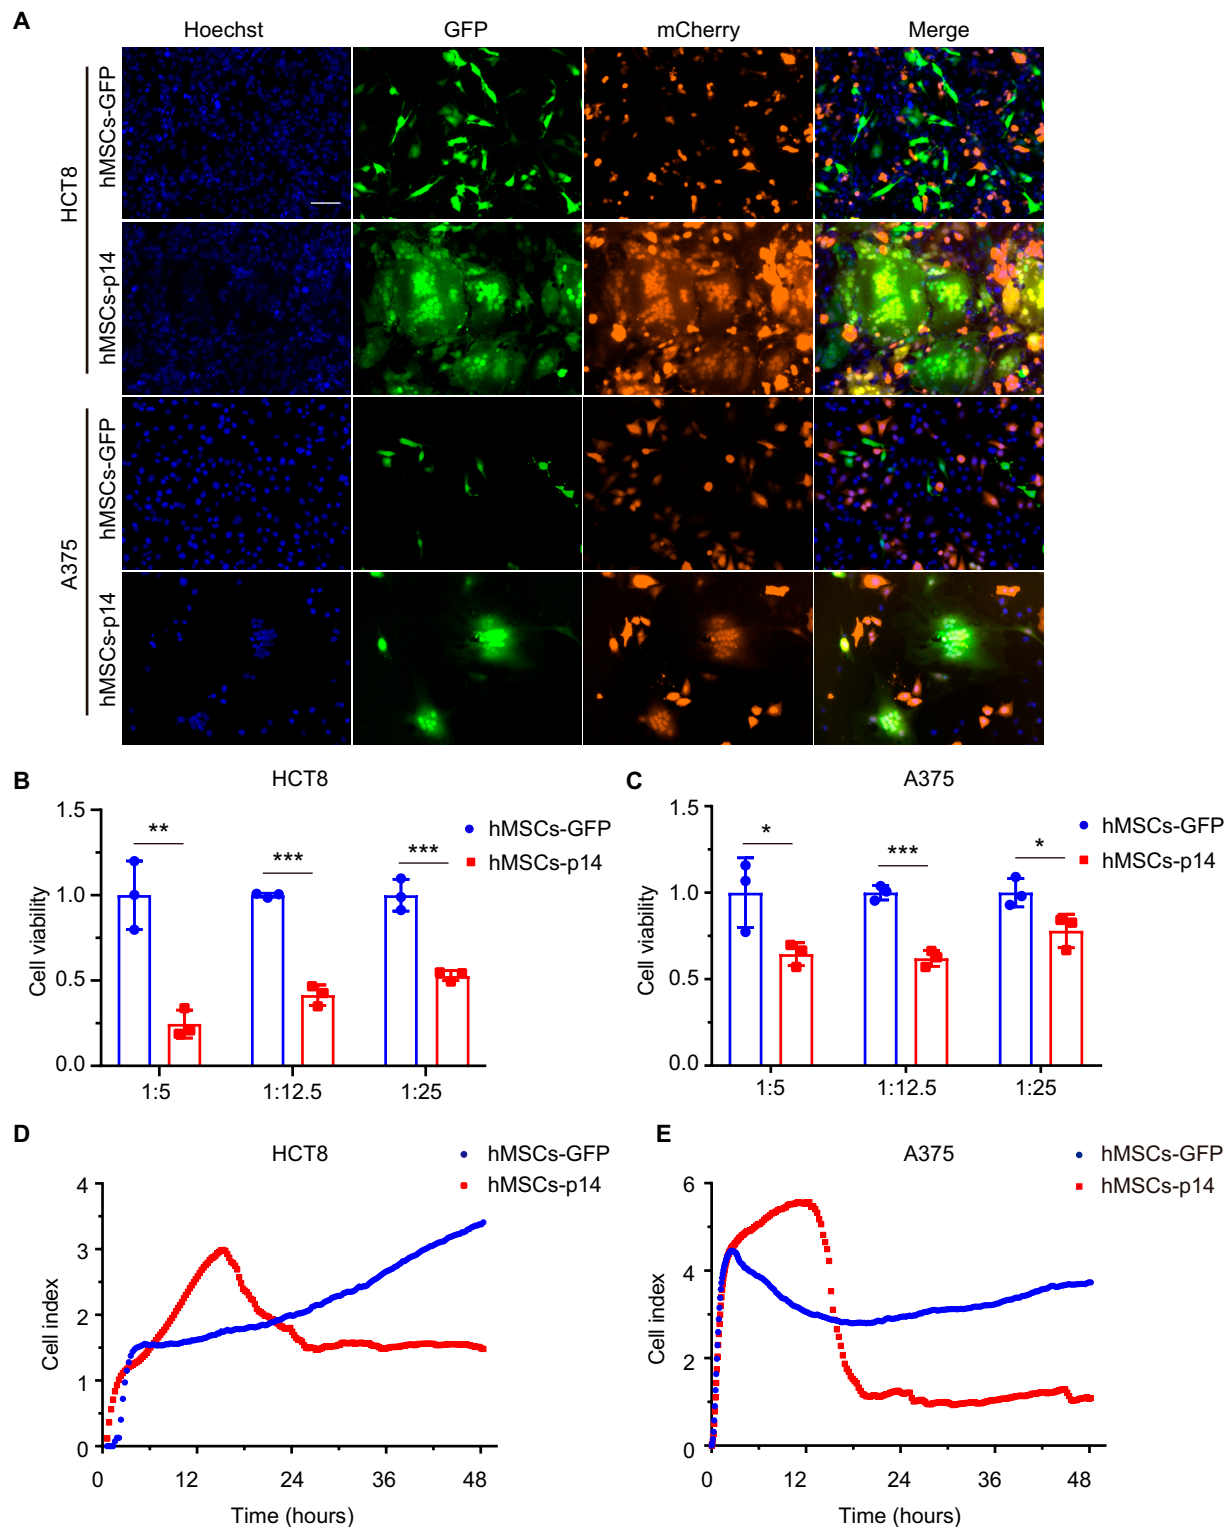 A
Hoechst GFP mCherry Merge
HCT8
hMSCs-GFP
hMSCs-p14
A375
hMSCs-GFP
hMSCs-p14
B
HCT8
Cell viability
1.5
1.0
0.5
0.0
** *** ***
hMSCs-GFP
hMSCs-p14
1:5 1:12.5 1:25
C
A375
Cell viability
1.5
1.0
0.5
0.0
* *** *
hMSCs-GFP
hMSCs-p14
1:5 1:12.5 1:25
D
HCT8
hMSCs-GFP
hMSCs-p14
Cell index
4
3
2
1
0
0 12 24 36 48
Time (hours)
E
A375
hMSCs-GFP
hMSCs-p14
Cell index
6
4
2
0
0 12 24 36 48
Time (hours)